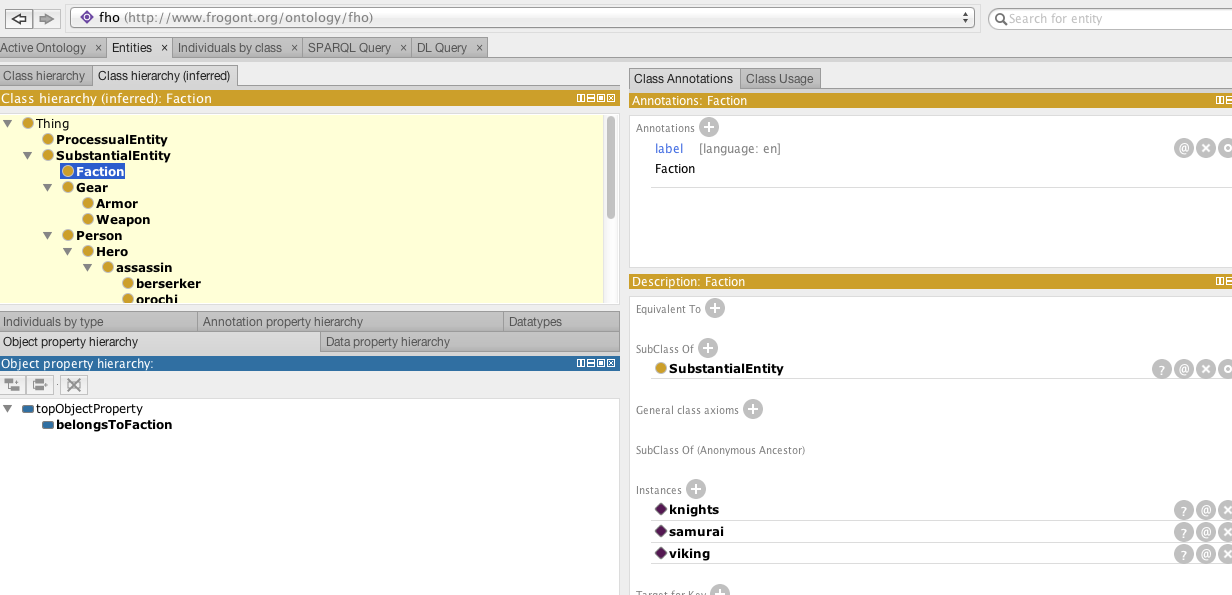 fho (http://www.frogont.org/ontology/fho)
Search for entity
Active Ontology × Entities × Individuals by class × SPARQL Query × DL Query ×
Class hierarchy Class hierarchy (inferred)
Class hierarchy (inferred): Faction
Thing
ProcessualEntity
SubstantialEntity
Faction
Gear
Armor
Weapon
Person
Hero
assassin
berserker
orochi
Individuals by type Annotation property hierarchy Datatypes
Object property hierarchy Data property hierarchy
Object property hierarchy:
topObjectProperty
belongsToFaction
Class Annotations Class Usage
Annotations: Faction
Annotations +
label [language: en]
@ ×
Faction
Description: Faction
Equivalent To +
SubClass Of +
SubstantialEntity ? @ ×
General class axioms +
SubClass Of (Anonymous Ancestor)
Instances +
knights ? @ ×
samurai ? @ ×
viking ? @ ×
Target for Key +